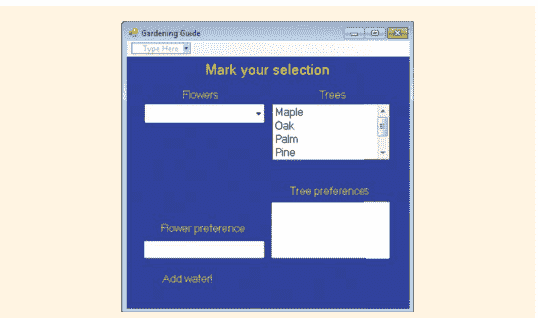 Gardening Guide
Type Here
Mark your selection
Flowers Trees
Maple
Oak
Palm
Pine
Tree preferences
Flower preference
Add water!